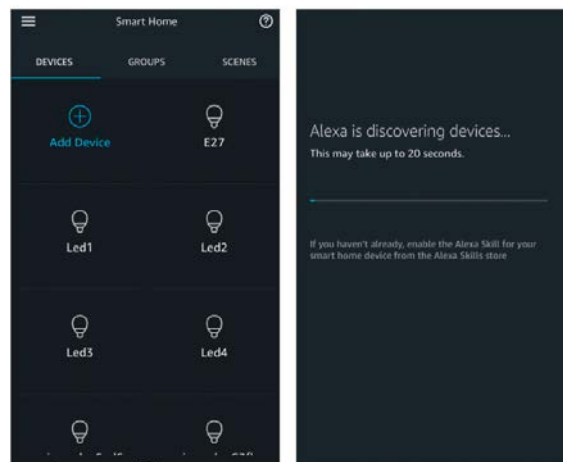 Smart Home
DEVICES GROUPS SCENES
Add Device
E27
Led1
Led2
Led3
Led4
Alexa is discovering devices...
This may take up to 20 seconds.
If you haven't already, enable the Alexa Skill for your
smart home device from the Alexa Skills store